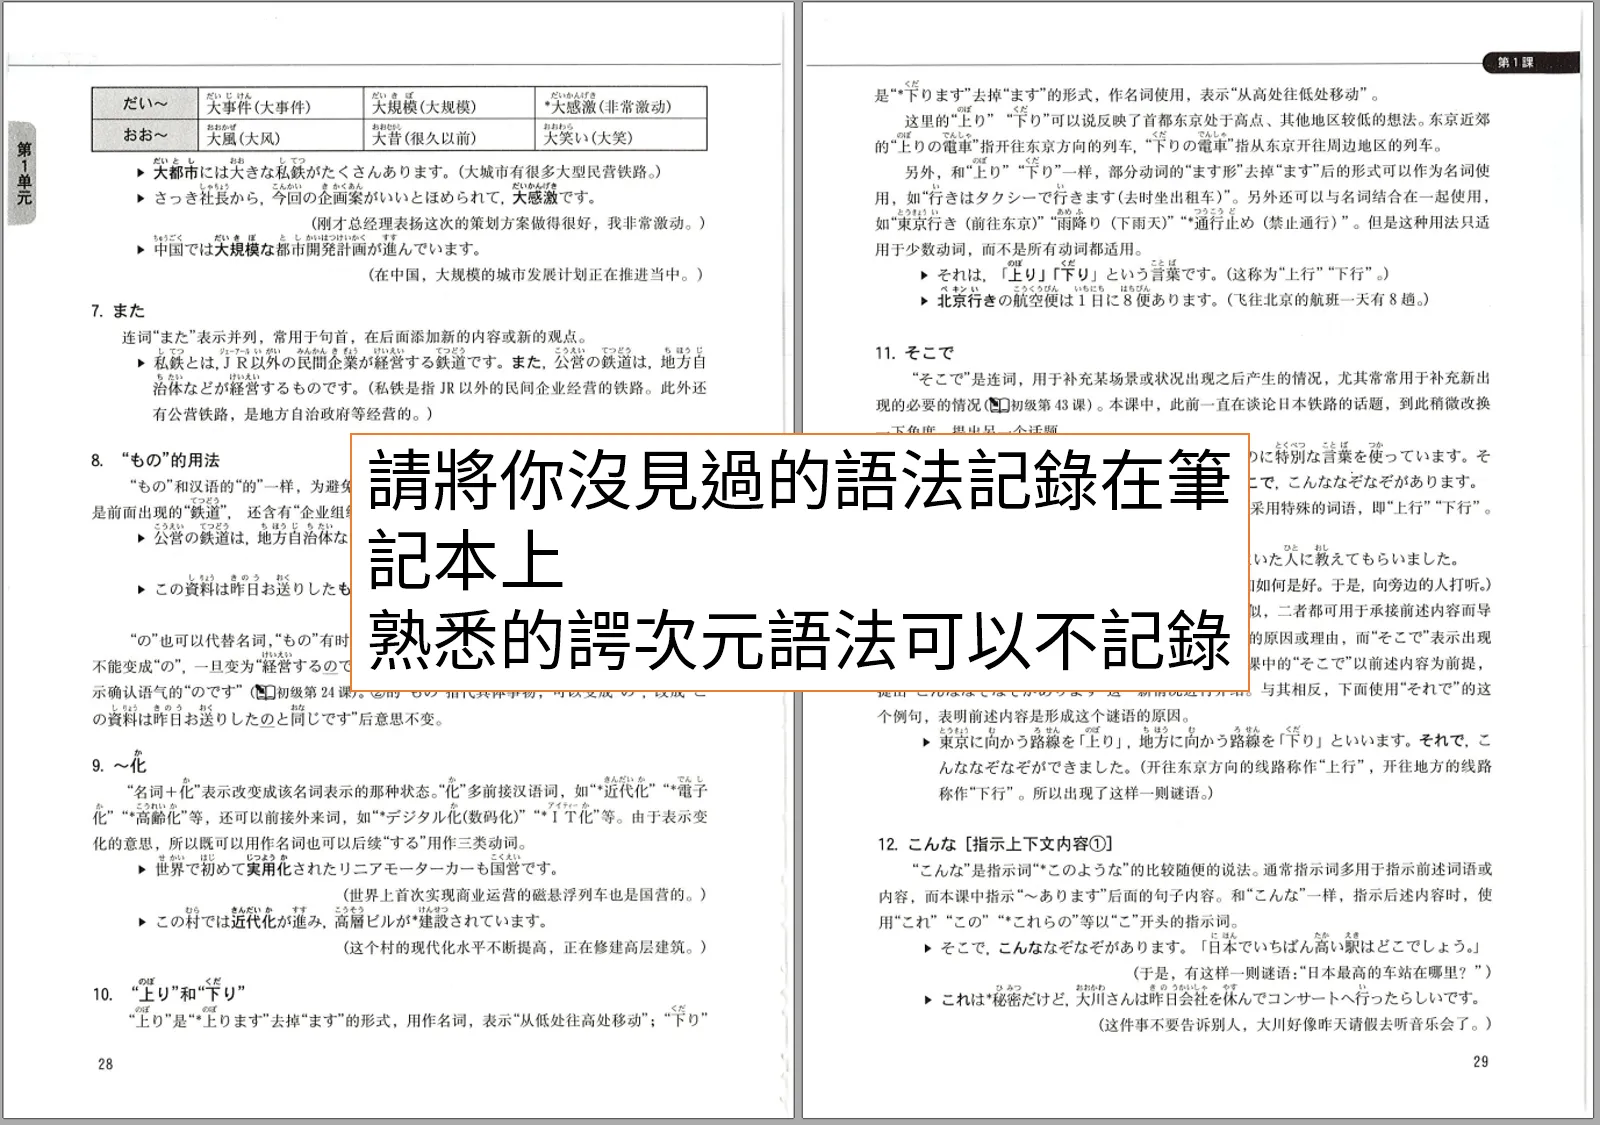 だい～ 大事件(大事件) 大規模(大规模) *大感激(非常激动)
おお～ 大風(大风) 大昔(很久以前) 大笑い(大笑)
▶ 大都市には大きな私鉄がたくさんあります。(大城市有很多大型民营铁路。)
▶ さっき社長から，今回の企画案がいいとほめられて，大感激です。
(刚才总经理表扬这次的策划方案做得很好，我非常激动。)
▶ 中国では大規模な都市開発計画が進んでいます。
(在中国，大规模的城市发展计划正在推进当中。)
第1单元
7. また
连词“また”表示并列，常用于句首，在后面添加新的内容或新的观点。
▶ 私鉄とは，ＪＲ以外の民間企業が経営する鉄道です。また，公営の鉄道は，地方自
治体などが経営するものです。(私铁是指 JR 以外的民间企业经营的铁路。此外还
有公营铁路，是地方自治政府等经营的。)
8. “もの”的用法
“もの”和汉语的“的”一样，为避免
是前面出现的“鉄道”， 还含有“企业组
▶ 公営の鉄道は，地方自治体な
▶ この資料は昨日お送りしたも
“の”也可以代替名词，“もの”有时
不能变成“の”，一旦变为“経営するので
示确认语气的“のです”(初级第 24 课)。
の資料は昨日お送りしたのと同じです”后意思不变。
9. ～化
“名词＋化”表示改变成该名词表示的那种状态。“化”多前接汉语词，如“*近代化” “*電子
化” “*高齢化”等，还可以前接外来词，如“*デジタル化(数码化)” “*ＩＴ化”等。由于表示变
化的意思，所以既可以用作名词也可以后续“する”用作三类动词。
▶ 世界で初めて実用化されたリニアモーターカーも国営です。
(世界上首次实现商业运营的磁悬浮列车也是国营的。)
▶ この村では近代化が進み，高層ビルが*建設されています。
(这个村的现代化水平不断提高，正在修建高层建筑。)
10. “上り”和“下り”
“上り”是“*上ります”去掉“ます”的形式，用作名词，表示“从低处往高处移动”；“下り”
28
第1課
是“*下ります”去掉“ます”的形式，作名词使用，表示“从高处往低处移动”。
这里的“上り” “下り”可以说反映了首都东京处于高点、其他地区较低的想法。东京近郊
的“上りの電車”指开往东京方向的列车，“下りの電車”指从东京开往周边地区的列车。
另外，和“上り” “下り”一样，部分动词的“ます形”去掉“ます”后的形式可以作为名词使
用，如“行きはタクシーで行きます(去时坐出租车)”。另外还可以与名词结合在一起使用，
如“東京行き (前往东京)” “雨降り (下雨天)” “*通行止め (禁止通行)”。但是这种用法只适
用于少数动词，而不是所有动词都适用。
▶ それは，「上り」「下り」という言葉です。(这称为“上行” “下行”。)
▶ 北京行きの航空便は１日に８便あります。(飞往北京的航班一天有 8 趟。)
11. そこで
“そこで”是连词，用于补充某场景或状况出现之后产生的情况，尤其常常用于补充新出
现的必要的情况(初级第 43 课)。本课中，此前一直在谈论日本铁路的话题，到此稍微改换
一下角度，提出另一个话题
のに特別な言葉を使っています。そ
こで，こんななぞなぞがあります。
采用特殊的词语，即“上行” “下行”。
いた人に教えてもらいました。
如何是好。于是，向旁边的人打听。)
似，二者都可用于承接前述内容而导
的原因或理由，而“そこで”表示出现
课中的“そこで”以前述内容为前提，
与其相反，下面使用“それで”的这
个例句，表明前述内容是形成这个谜语的原因。
▶ 東京に向かう路線を「上り」，地方に向かう路線を「下り」といいます。それで，こ
んななぞなぞができました。(开往东京方向的线路称作“上行”，开往地方的线路
称作“下行”。所以出现了这样一则谜语。)
12. こんな [指示上下文内容①]
“こんな”是指示词“*このような”的比较随便的说法。通常指示词多用于指示前述词语或
内容，而本课中指示“～あります”后面的句子内容。和“こんな”一样，指示后述内容时，使
用“これ” “この” “*これらの”等以“こ”开头的指示词。
▶ そこで，こんななぞなぞがあります。「日本でいちばん高い駅はどこでしょう。」
(于是，有这样一则谜语：“日本最高的车站在哪里？”)
▶ これは*秘密だけど，大川さんは昨日会社を休んでコンサートへ行ったらしいです。
(这件事不要告诉别人，大川好像昨天请假去听音乐会了。)
29
請將你沒見過的語法記錄在筆
記本上
熟悉的諤次元語法可以不記錄